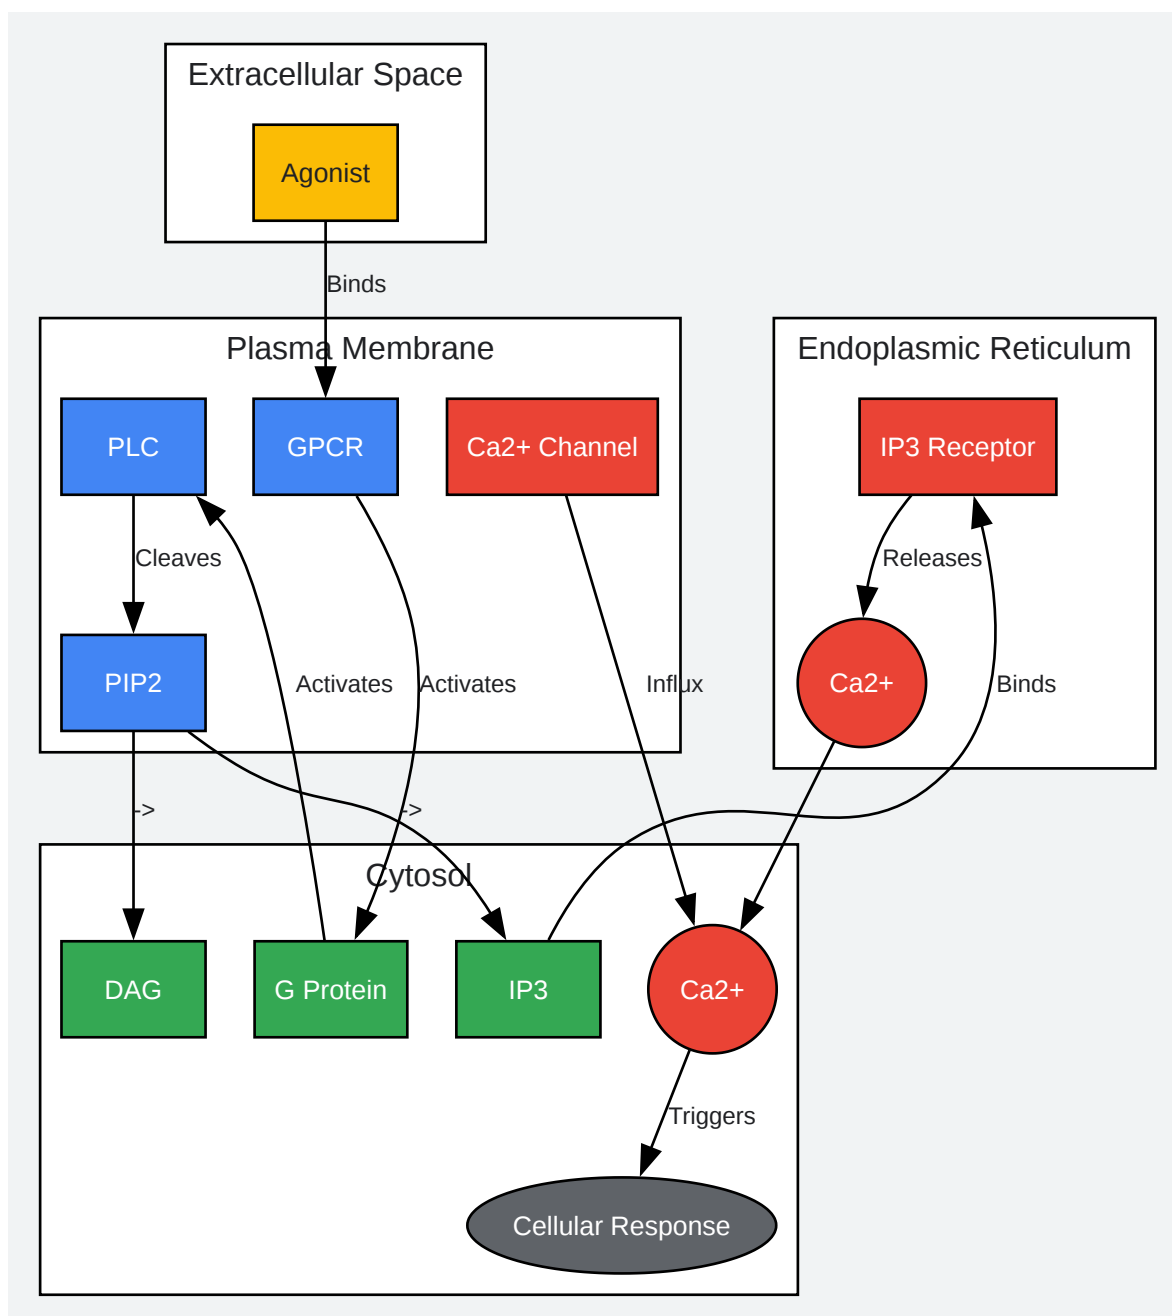 Extracellular Space
Agonist
Binds
Plasma Membrane
Endoplasmic Reticulum
PLC
GPCR
Ca2+ Channel
IP3 Receptor
Cleaves
Releases
PIP2
Activates
Activates
Influx
Ca2+
Binds
->
->
Cytosol
DAG
G Protein
IP3
Ca2+
Triggers
Cellular Response